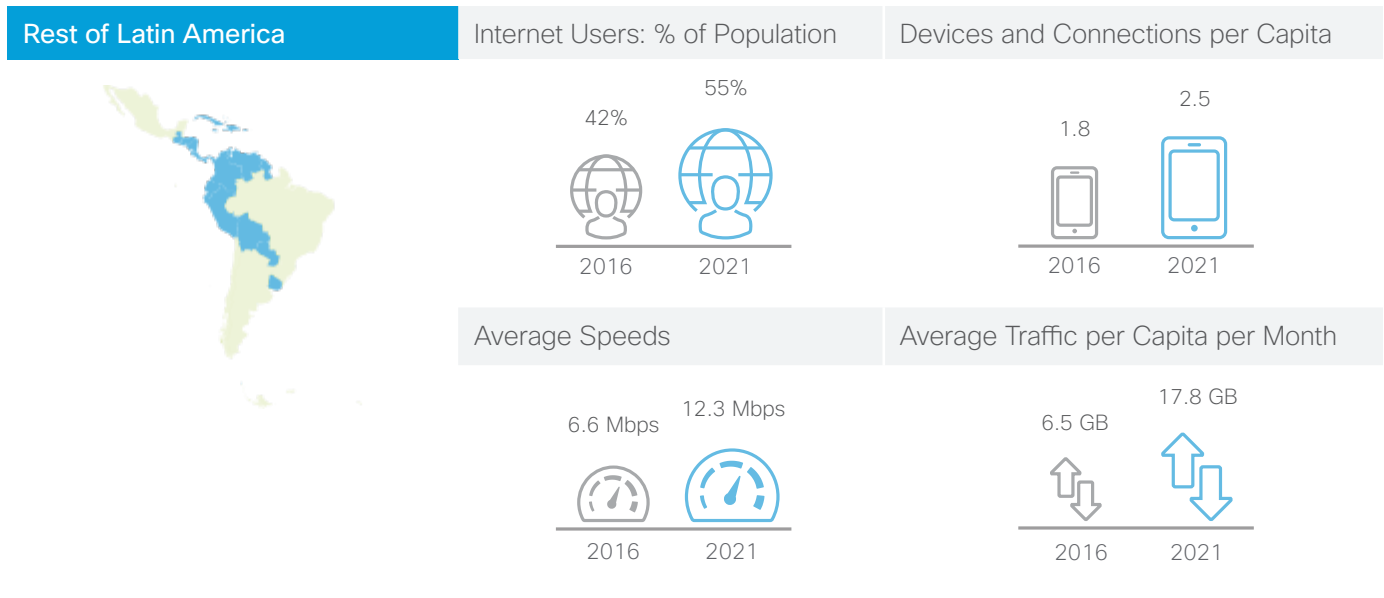 Rest of Latin America
Internet Users: % of Population
42%
55%
2016
2021
Devices and Connections per Capita
1.8
2.5
2016
2021
Average Speeds
6.6 Mbps
12.3 Mbps
2016
2021
Average Traffic per Capita per Month
6.5 GB
17.8 GB
2016
2021